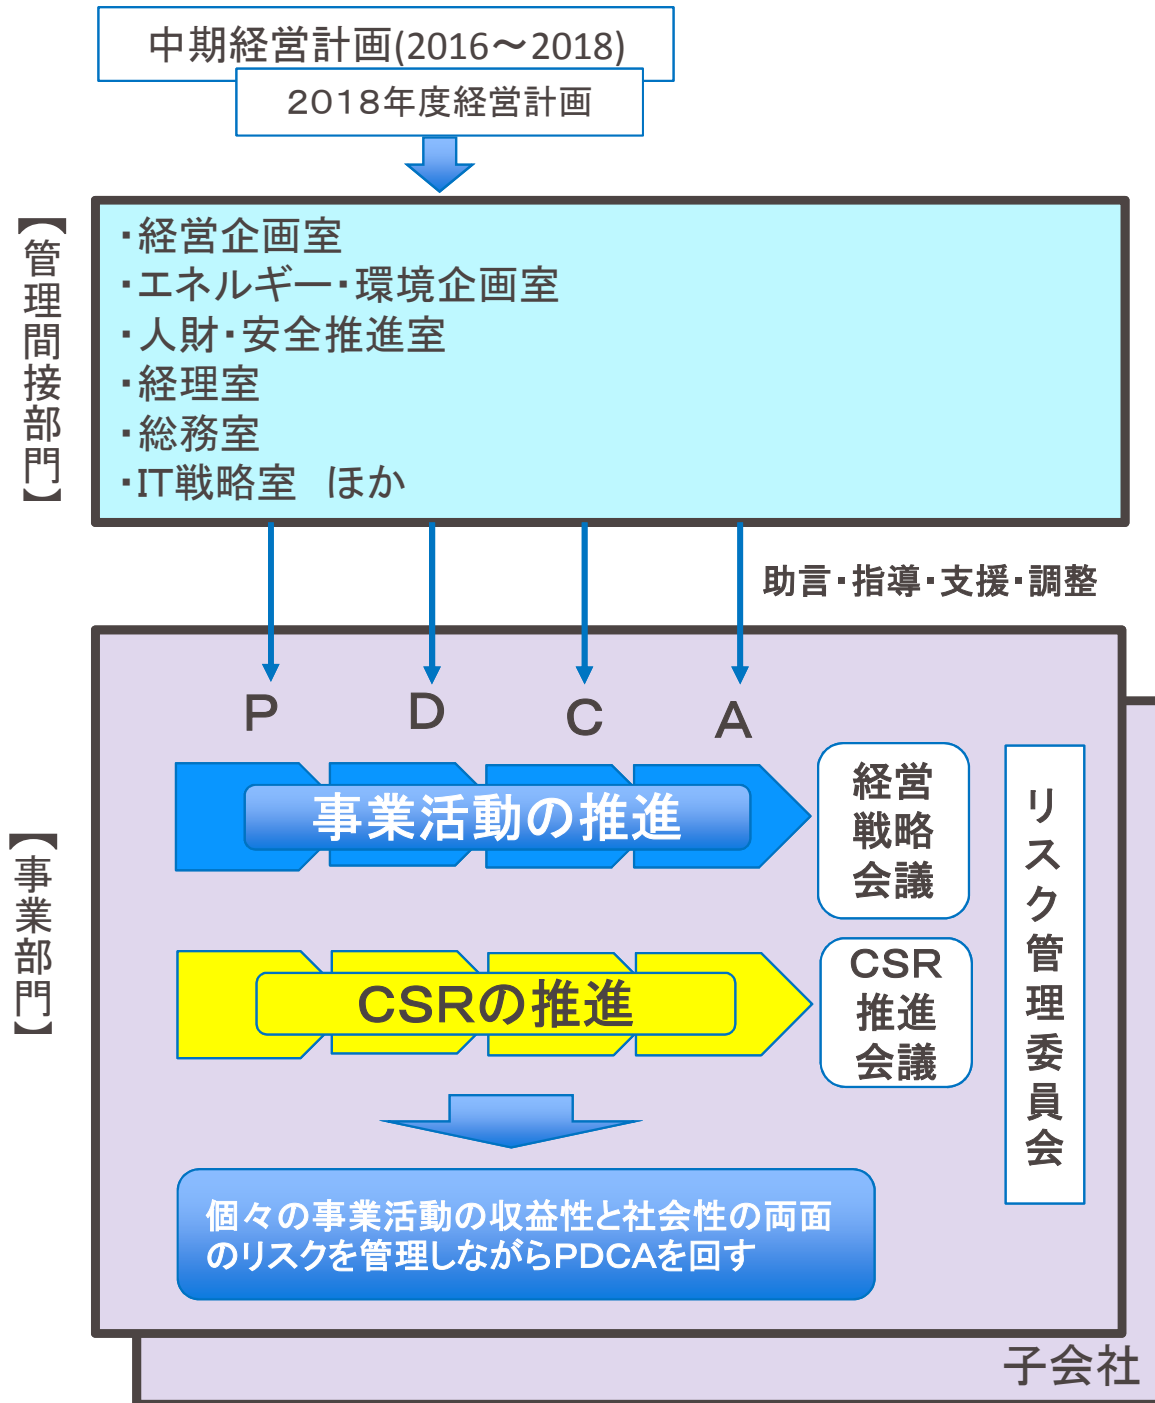 中期経営計画(2016～2018)
２０１８年度経営計画
【管理間接部門】
・経営企画室
・エネルギー・環境企画室
・人財・安全推進室
・経理室
・総務室
・IT戦略室　ほか
助言・指導・支援・調整
【事業部門】
P D C A
事業活動の推進
経営
戦略
会議
CSRの推進
CSR
推進
会議
リスク管理委員会
個々の事業活動の収益性と社会性の両面
のリスクを管理しながらPDCAを回す
子会社